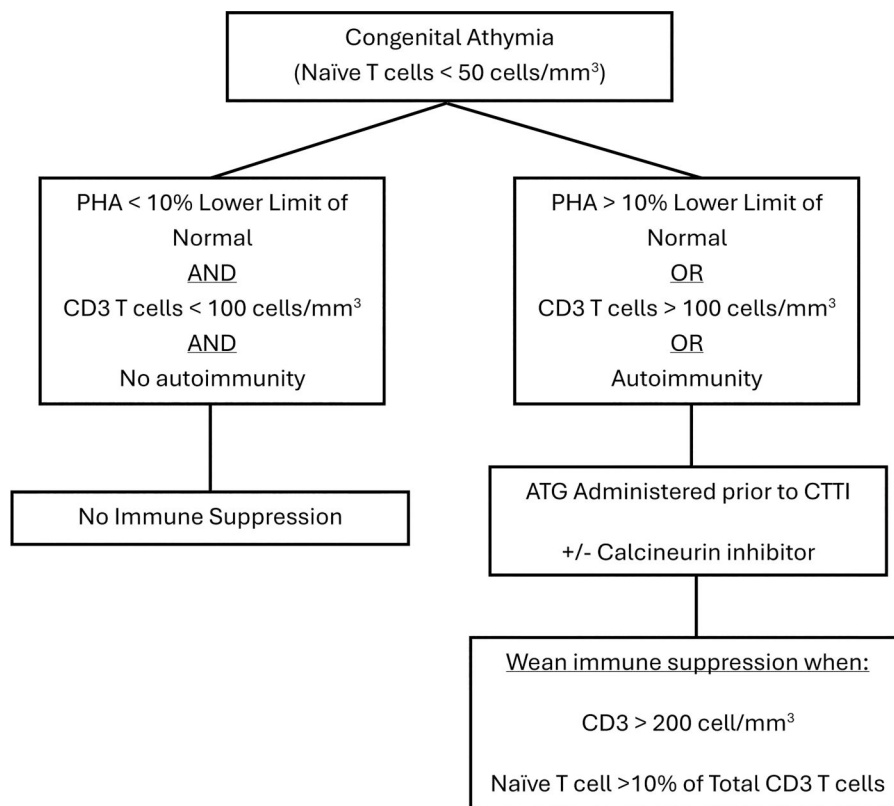 Congenital Athymia
(Naïve T cells < 50 cells/mm³)
PHA < 10% Lower Limit of
Normal
AND
CD3 T cells < 100 cells/mm³
AND
No autoimmunity
PHA > 10% Lower Limit of
Normal
OR
CD3 T cells > 100 cells/mm³
OR
Autoimmunity
No Immune Suppression
ATG Administered prior to CTTI
+/- Calcineurin inhibitor
Wean immune suppression when:
CD3 > 200 cell/mm³
Naïve T cell >10% of Total CD3 T cells